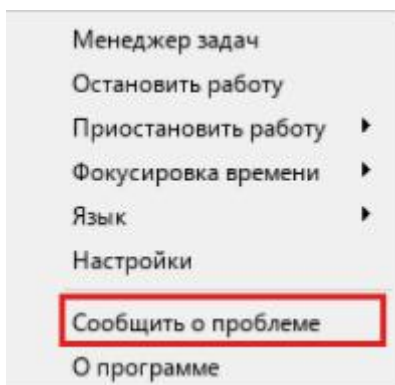 Менеджер задач
Остановить работу
Приостановить работу
Фокусировка времени
Язык
Настройки
Сообщить о проблеме
О программе